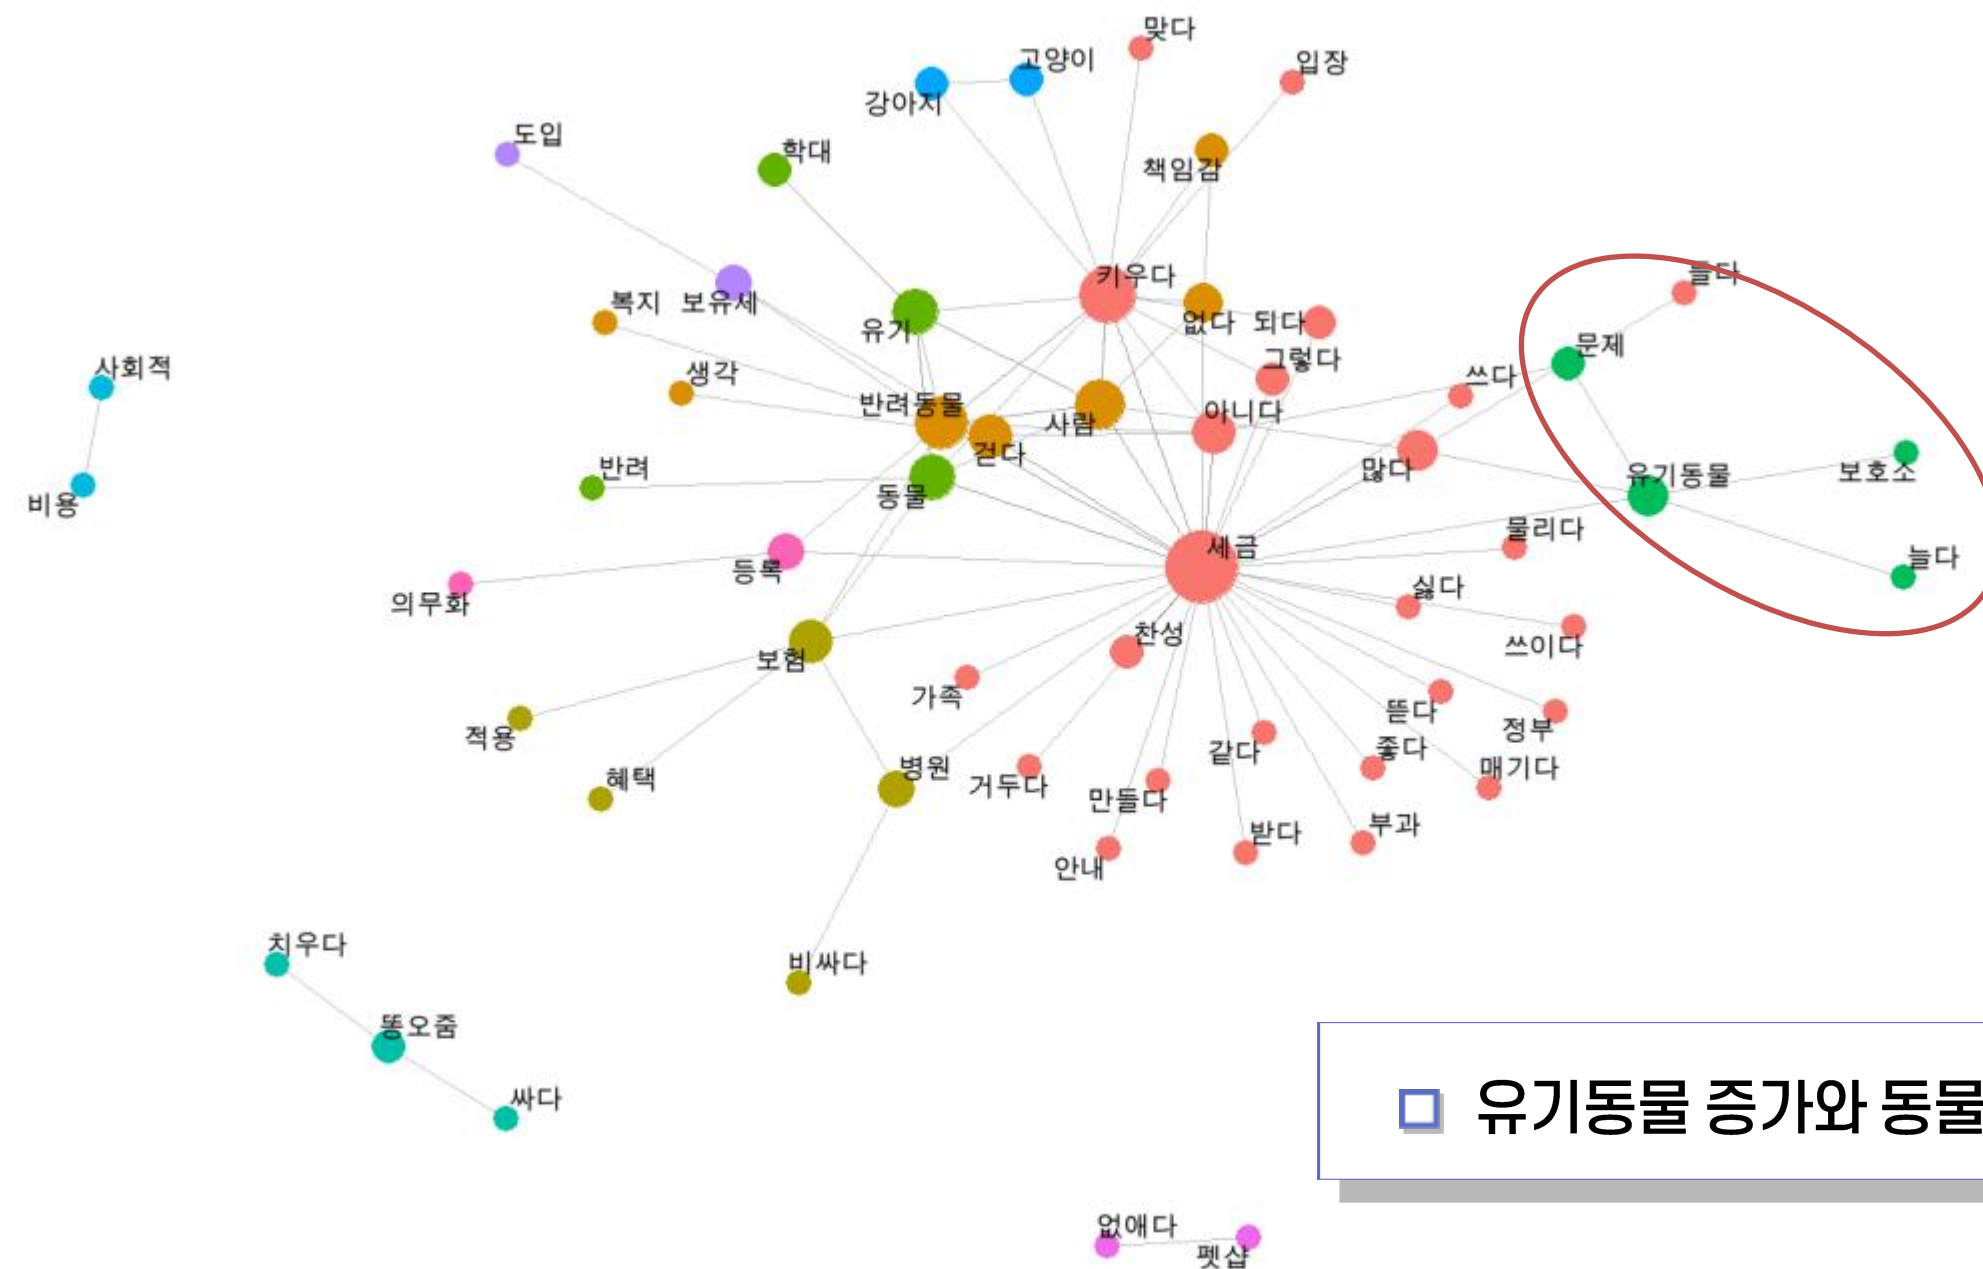 맞다
고양이
입장
강아지
도입
학대
책임감
키우다
복지
보유세
유기
없다
되다
들다
문제
그렇다
사회적
생각
쓰다
반려동물
사람
아니다
걷다
많다
반려
유기동물
보호소
동물
비용
물리다
세금
늘다
등록
싫다
의무화
찬성
쓰이다
보험
가족
뜯다
정부
적용
같다
좋다
혜택
병원
거두다
매기다
만들다
받다
부과
안내
치우다
비싸다
똥오줌
싸다
유기동물 증가와 동물
없애다
펫샵